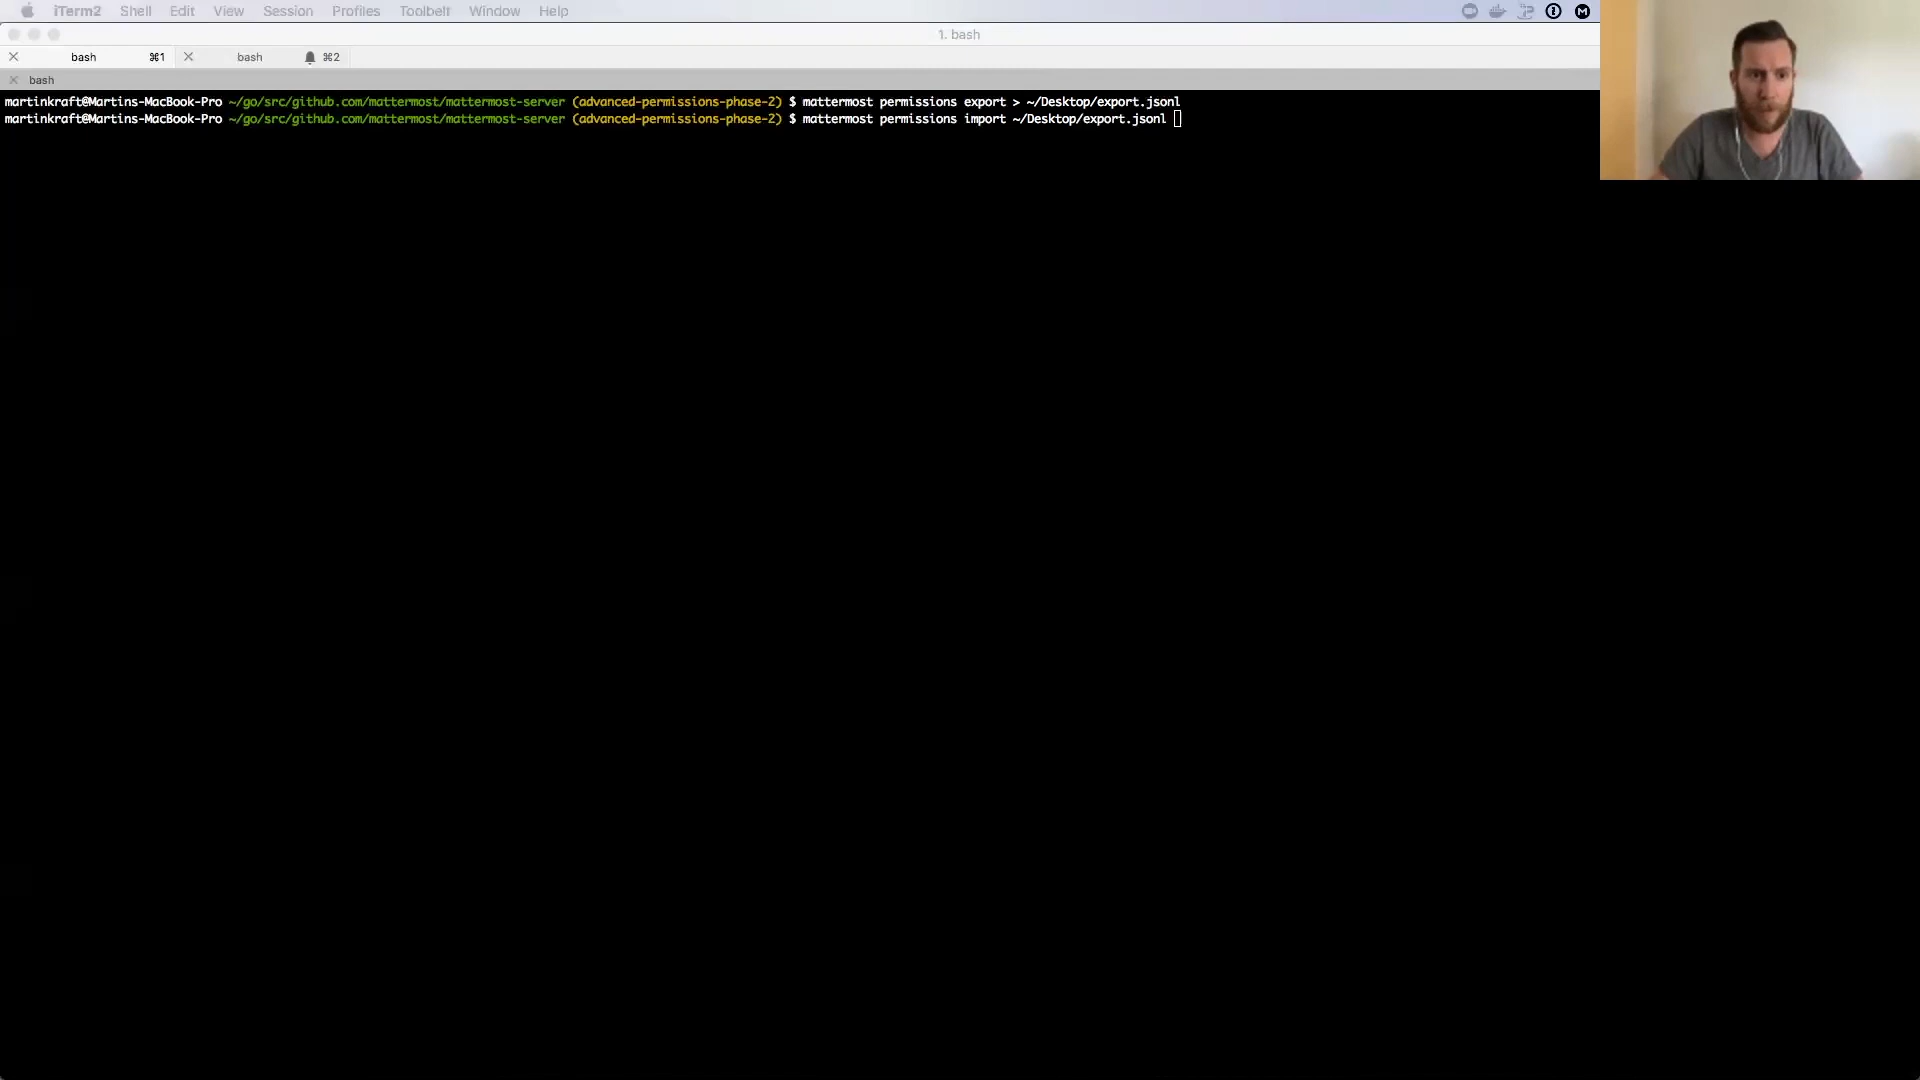 iTerm2 Shell Edit View Session Profiles Toolbelt Window Help
1. bash
bash ⌘1 bash ⌘2
bash
martinkraft@Martins-MacBook-Pro ~/go/src/github.com/mattermost/mattermost-server (advanced-permissions-phase-2) $ mattermost permissions export > ~/Desktop/export.jsonl
martinkraft@Martins-MacBook-Pro ~/go/src/github.com/mattermost/mattermost-server (advanced-permissions-phase-2) $ mattermost permissions import ~/Desktop/export.jsonl